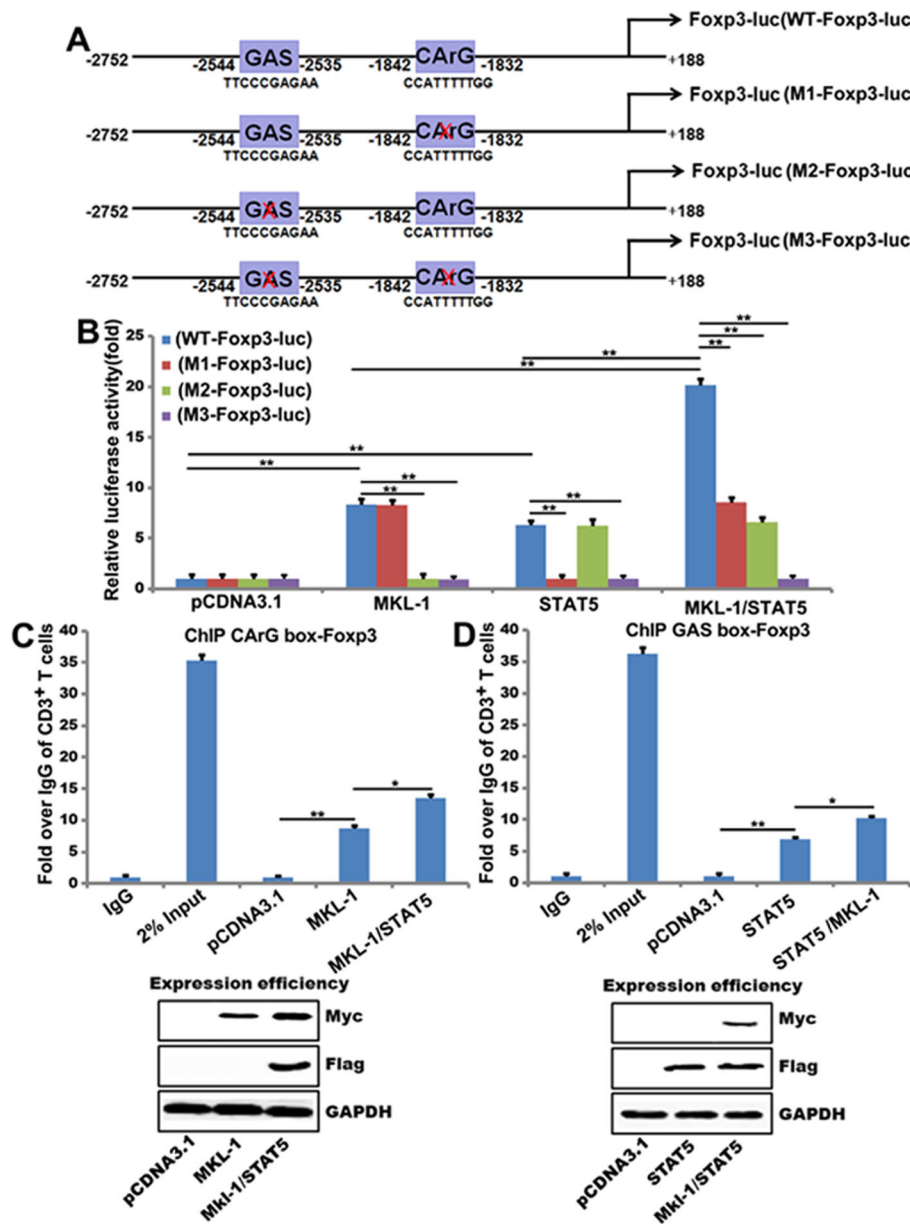 A
Foxp3-luc(WT-Foxp3-luc
-2752 -2544 GAS -2535 -1842 CArG -1832 +188
TTCCCGAGAA CCATTTTTGG
Foxp3-luc(M1-Foxp3-luc
-2752 -2544 GAS -2535 -1842 CArG -1832 +188
TTCCCGAGAA CCATTTTTGG
Foxp3-luc(M2-Foxp3-luc
-2752 -2544 GAS -2535 -1842 CArG -1832 +188
TTCCCGAGAA CCATTTTTGG
Foxp3-luc(M3-Foxp3-luc
-2752 -2544 GAS -2535 -1842 CArG -1832 +188
TTCCCGAGAA CCATTTTTGG
B
Relative luciferase activity(fold)
25
20
15
10
5
0
(WT-Foxp3-luc)
(M1-Foxp3-luc)
(M2-Foxp3-luc)
(M3-Foxp3-luc)
**
**
**
**
**
**
**
**
**
**
**
pCDNA3.1 MKL-1 STAT5 MKL-1/STAT5
C
ChIP CArG box-Foxp3
Fold over IgG of CD3+ T cells
40
35
30
25
20
15
10
5
0
**
*
IgG
2% Input
pCDNA3.1
MKL-1
MKL-1/STAT5
Expression efficiency
Myc
Flag
GAPDH
pCDNA3.1
MKL-1
Mkl-1/STAT5
D
ChIP GAS box-Foxp3
Fold over IgG of CD3+ T cells
40
35
30
25
20
15
10
5
0
**
*
IgG
2% Input
pCDNA3.1
STAT5
STAT5 /MKL-1
Expression efficiency
Myc
Flag
GAPDH
pCDNA3.1
STAT5
Mkl-1/STAT5